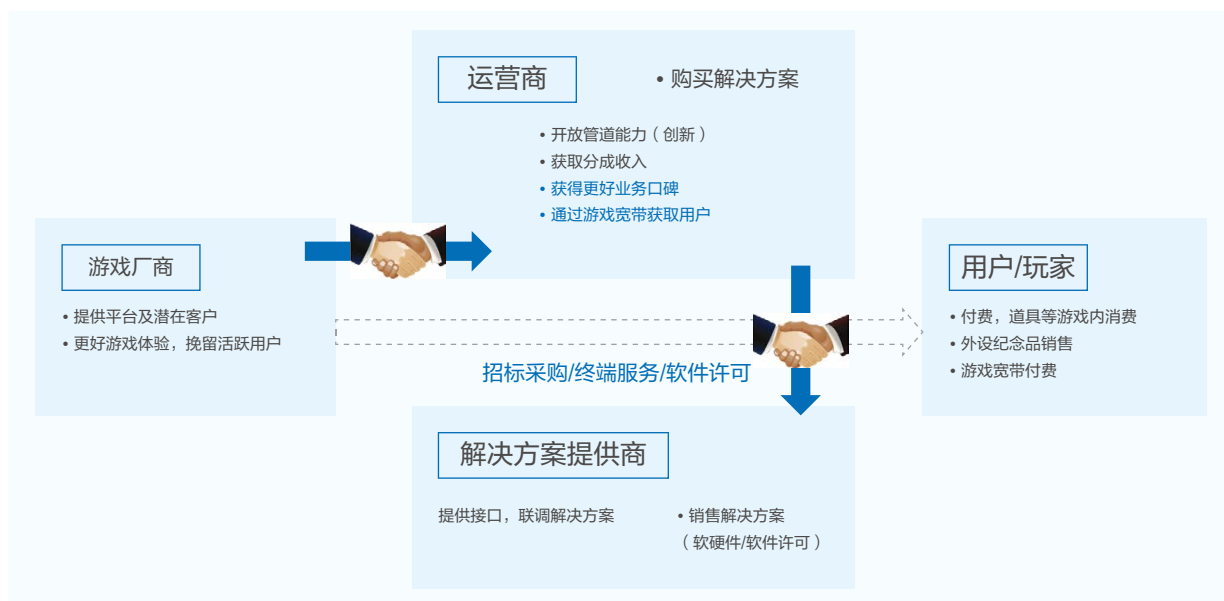 运营商
• 购买解决方案
• 开放管道能力（创新）
• 获取分成收入
• 获得更好业务口碑
• 通过游戏宽带获取用户
游戏厂商
• 提供平台及潜在客户
• 更好游戏体验，挽留活跃用户
用户/玩家
• 付费，道具等游戏内消费
• 外设纪念品销售
• 游戏宽带付费
招标采购/终端服务/软件许可
解决方案提供商
提供接口，联调解决方案
• 销售解决方案
（软硬件/软件许可）